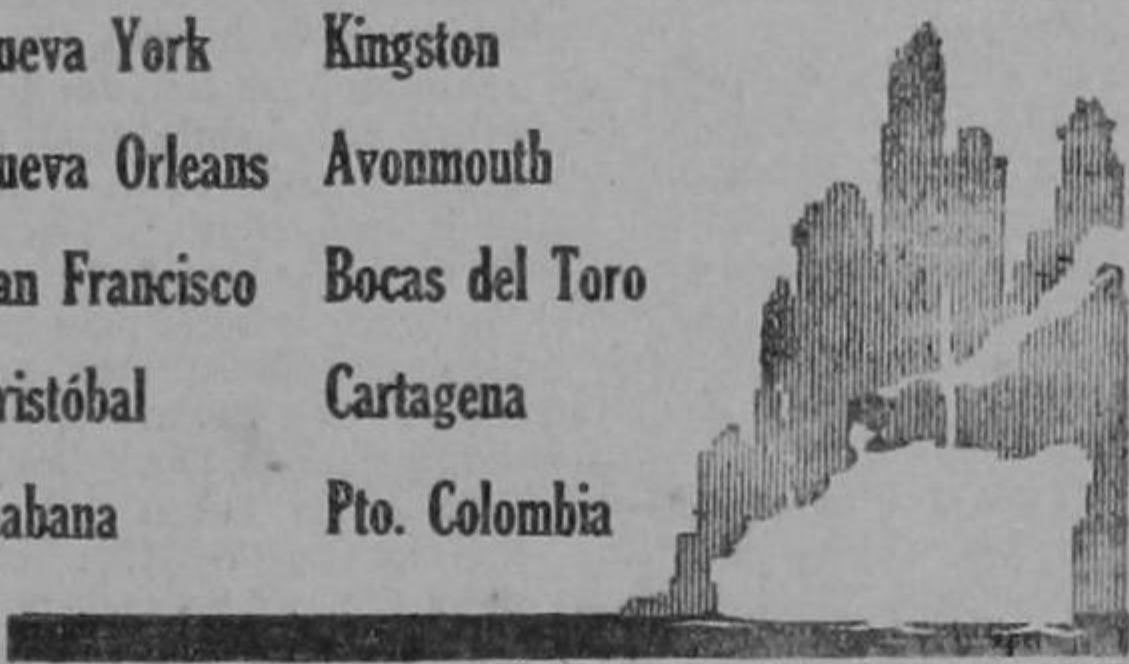 ueva York Kingston
ueva Orleans Avonmouth
an Francisco Bocas del Toro
ristóbal Cartagena
abana Pto. Colombia